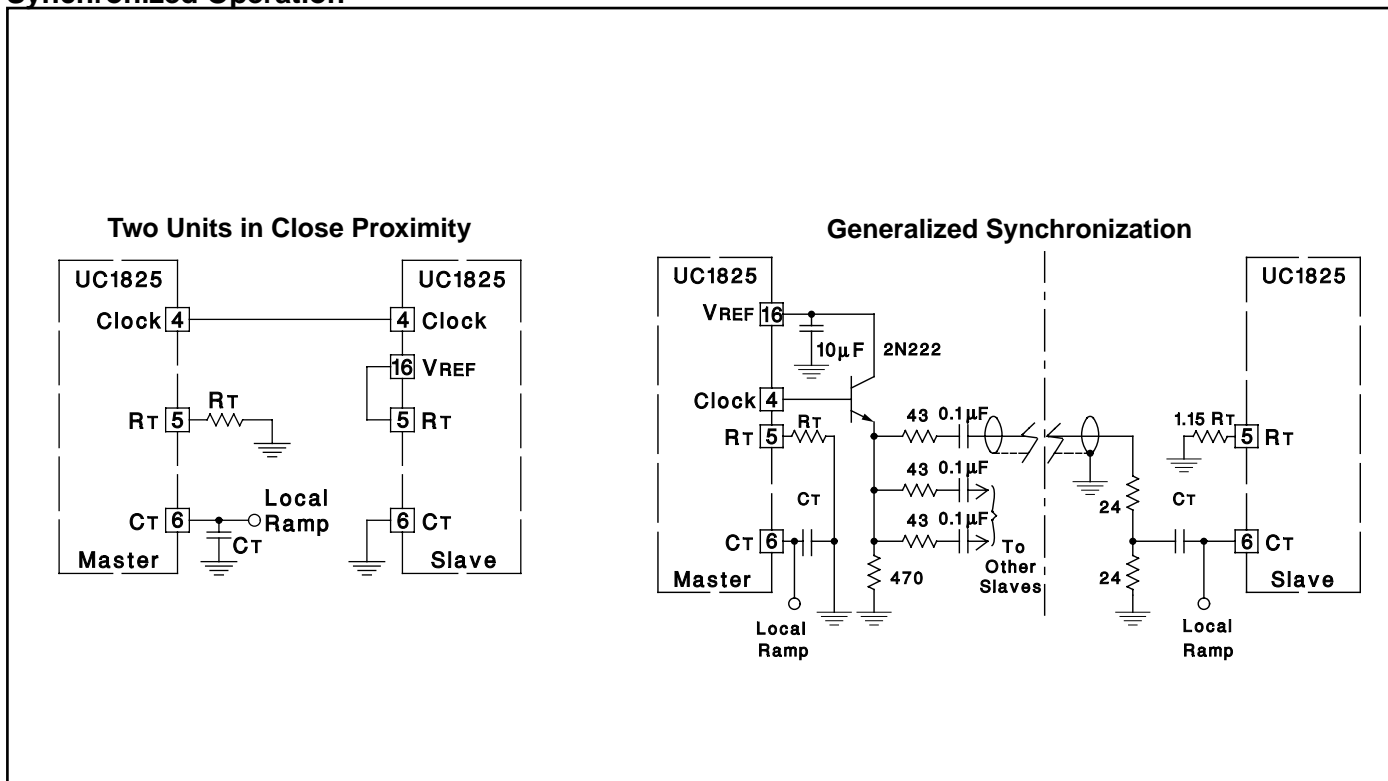 Synchronized Operation
Two Units in Close Proximity
UC1825
Clock 4
RT 5
RT
CT 6
CT
Local
Ramp
Master
UC1825
4 Clock
16 VREF
5 RT
6 CT
Slave
Generalized Synchronization
UC1825
VREF 16
10µF
2N222
Clock 4
RT 5
RT
43 0.1µF
43 0.1µF
43 0.1µF
CT 6
CT
To
Other
Slaves
470
Master
Local
Ramp
UC1825
1.15 RT
5 RT
24
CT
6 CT
24
Slave
Local
Ramp